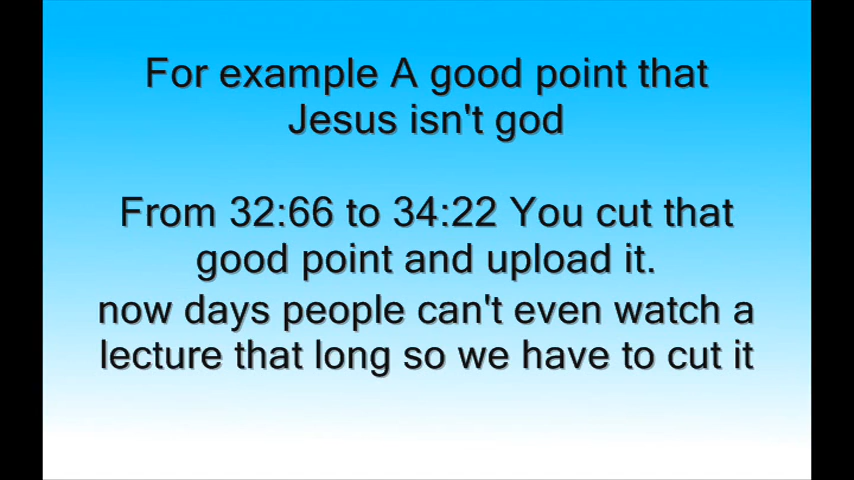 For example A good point that
Jesus isn't god
From 32:66 to 34:22 You cut that
good point and upload it.
now days people can't even watch a
lecture that long so we have to cut it